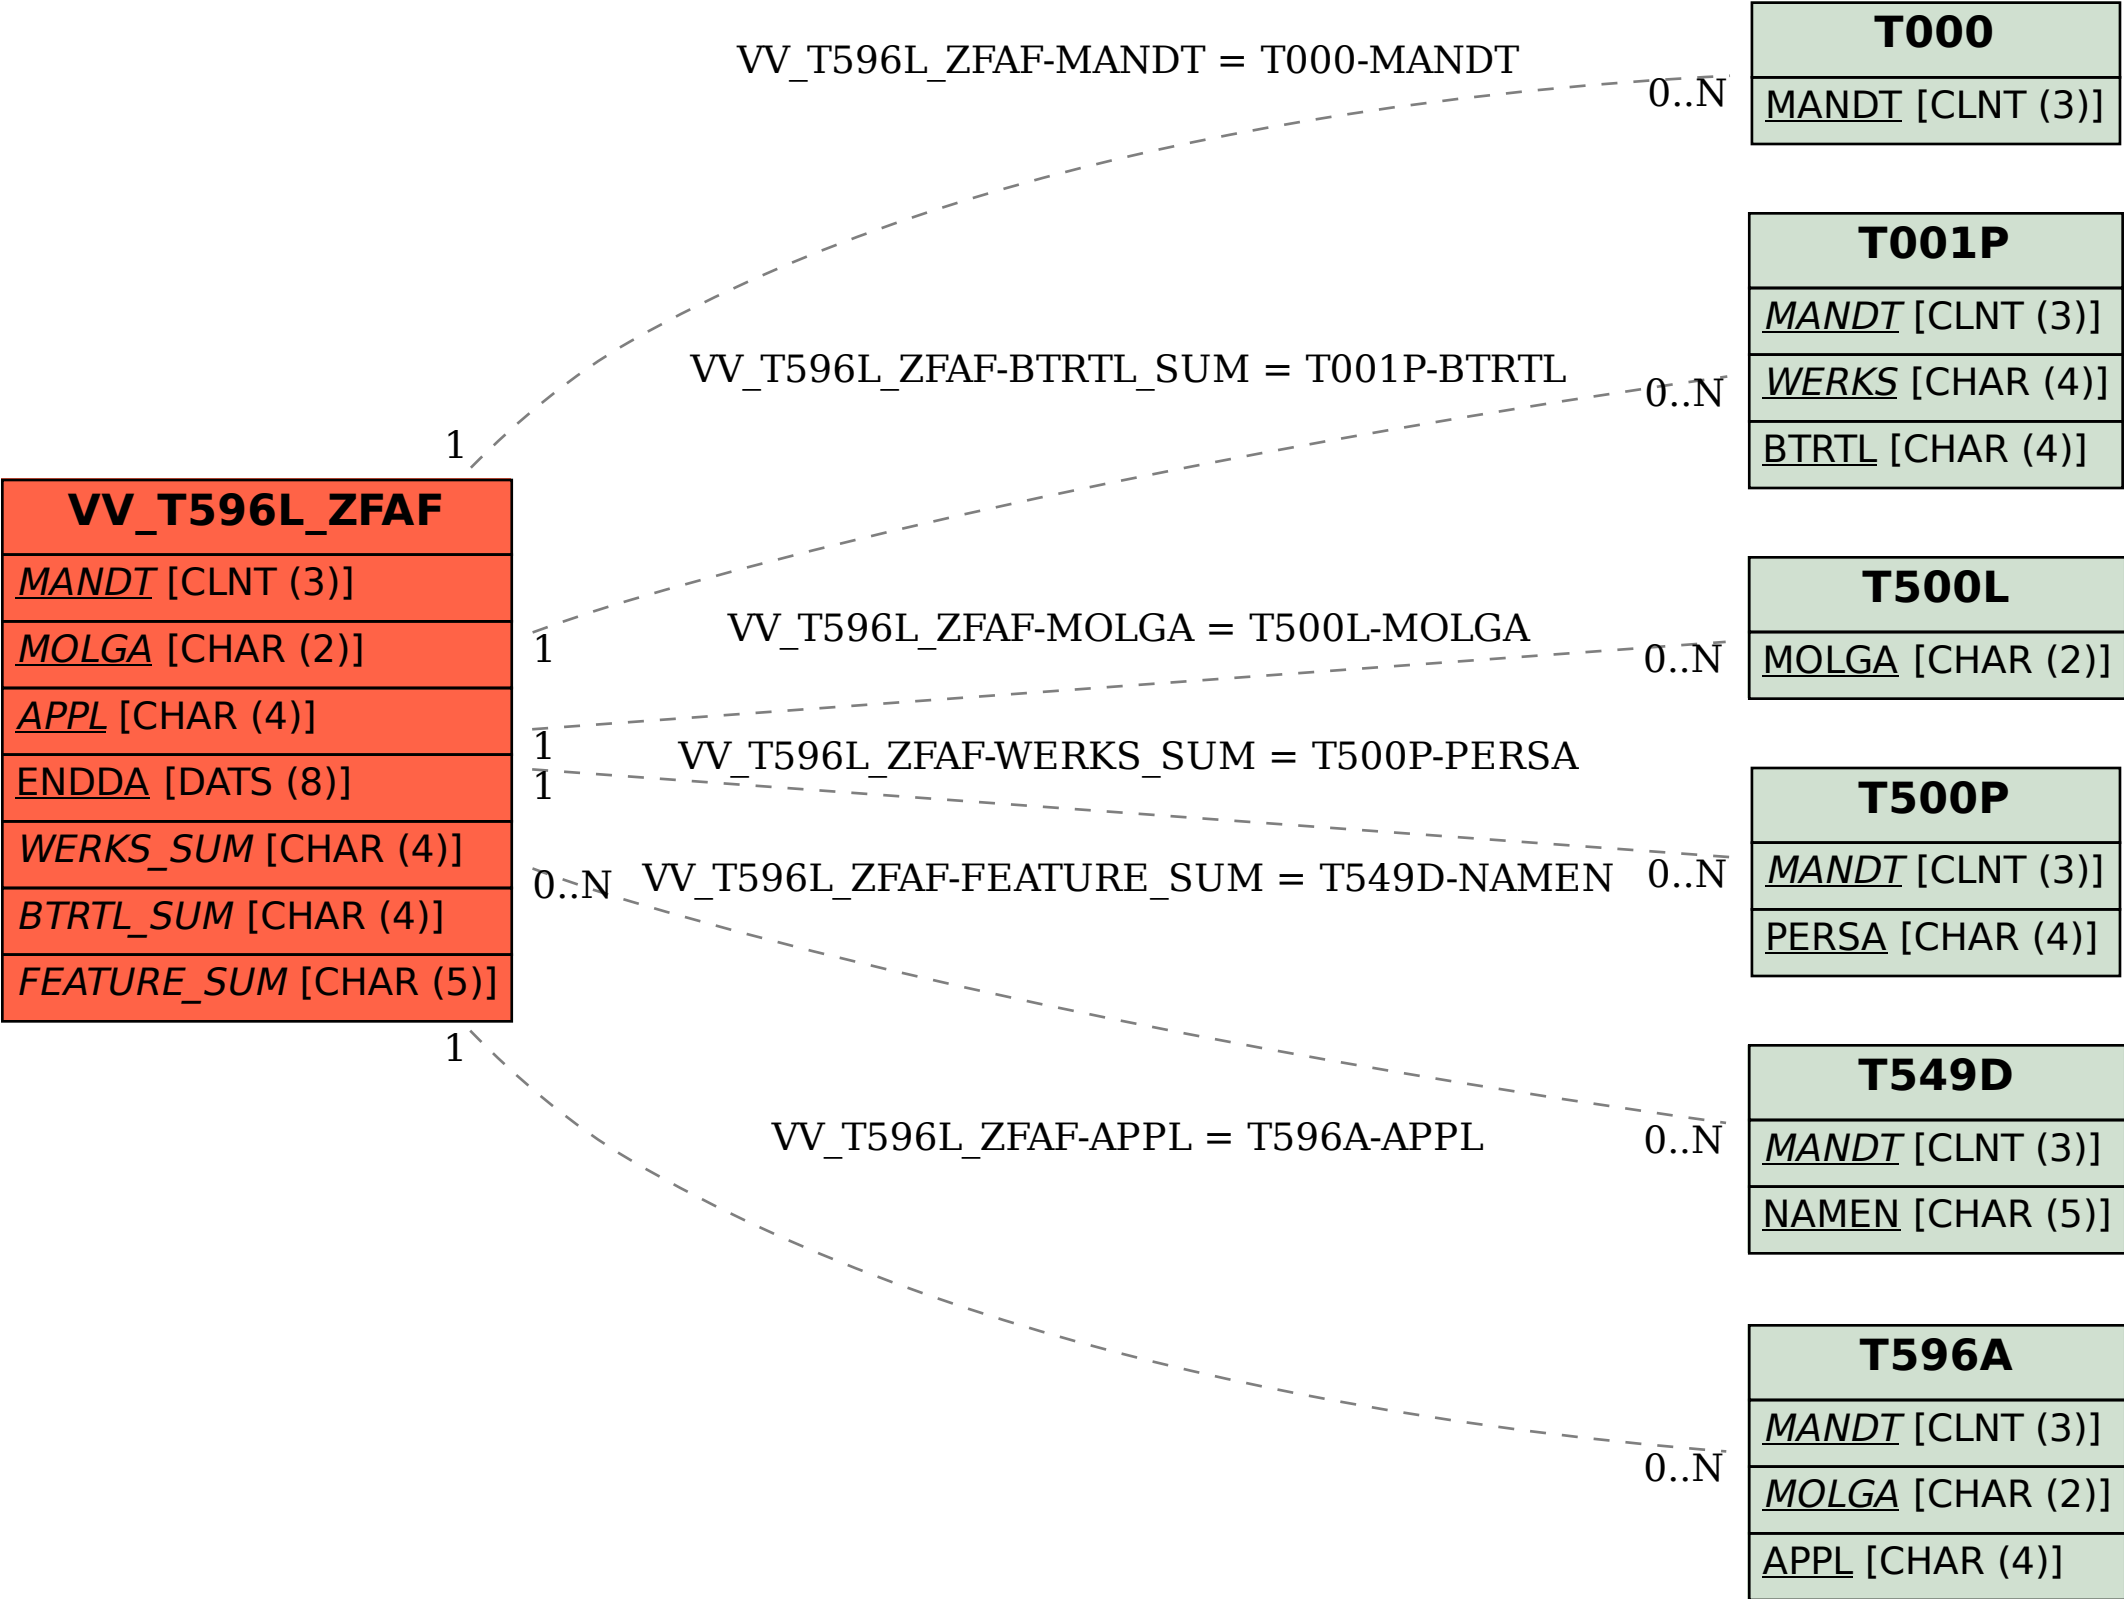 VV_T596L_ZFAF-MANDT = T000-MANDT
1
0..N
T000
MANDT [CLNT (3)]
VV_T596L_ZFAF-BTRTL_SUM = T001P-BTRTL
1
0..N
T001P
MANDT [CLNT (3)]
WERKS [CHAR (4)]
BTRTL [CHAR (4)]
VV_T596L_ZFAF
MANDT [CLNT (3)]
MOLGA [CHAR (2)]
APPL [CHAR (4)]
ENDDA [DATS (8)]
WERKS_SUM [CHAR (4)]
BTRTL_SUM [CHAR (4)]
FEATURE_SUM [CHAR (5)]
VV_T596L_ZFAF-MOLGA = T500L-MOLGA
1
0..N
T500L
MOLGA [CHAR (2)]
VV_T596L_ZFAF-WERKS_SUM = T500P-PERSA
1
0..N
T500P
MANDT [CLNT (3)]
PERSA [CHAR (4)]
VV_T596L_ZFAF-FEATURE_SUM = T549D-NAMEN
0..N
0..N
T549D
MANDT [CLNT (3)]
NAMEN [CHAR (5)]
VV_T596L_ZFAF-APPL = T596A-APPL
1
0..N
T596A
MANDT [CLNT (3)]
MOLGA [CHAR (2)]
APPL [CHAR (4)]